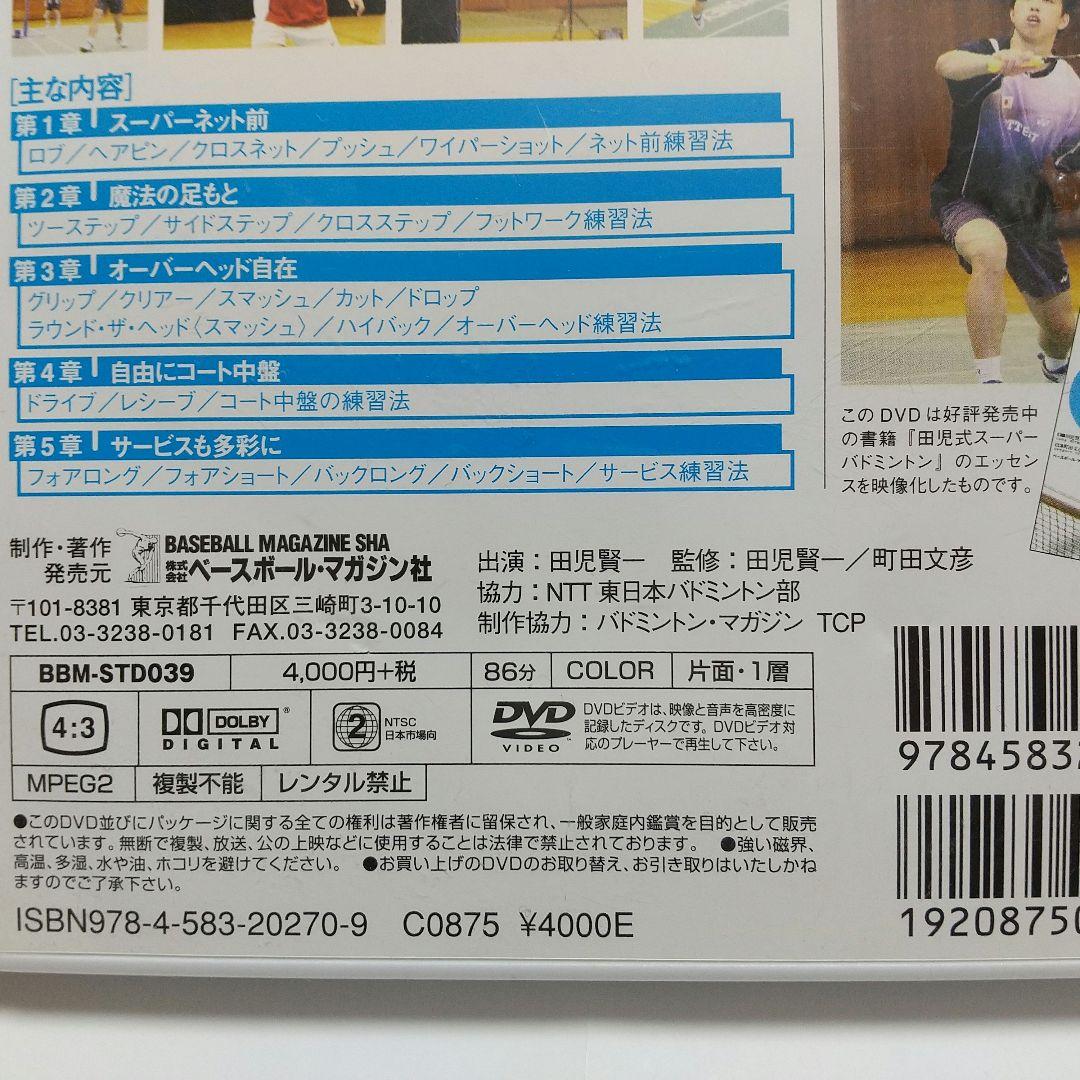 [主な内容]
第1章 スーパーネット前
ロブ／ヘアピン／クロスネット／プッシュ／ワイパーショット／ネット前練習法
第2章 魔法の足もと
ツーステップ／サイドステップ／クロスステップ／フットワーク練習法
第3章 オーバーヘッド自在
グリップ／クリアー／スマッシュ／カット／ドロップ
ラウンド・ザ・ヘッド〈スマッシュ〉／ハイバック／オーバーヘッド練習法
第4章 自由にコート中盤
ドライブ／レシーブ／コート中盤の練習法
第5章 サービスも多彩に
フォアロング／フォアショート／バックロング／バックショート／サービス練習法
このDVDは好評発売中
の書籍『田児式スーパー
バドミントン』のエッセン
スを映像化したものです。
制作・著作
発売元
BASEBALL MAGAZINE SHA
株式会社ベースボール・マガジン社
〒101-8381 東京都千代田区三崎町3-10-10
TEL.03-3238-0181 FAX.03-3238-0084
出演：田児賢一 監修：田児賢一／町田文彦
協力：NTT東日本バドミントン部
制作協力：バドミントン・マガジン TCP
BBM-STD039 4,000円+税 86分 COLOR 片面・1層
4:3
DOLBY
DIGITAL
2
NTSC
日本市場向
DVD
VIDEO
DVDビデオは、映像と音声を高密度に
記録したディスクです。DVDビデオ対
応のプレーヤーで再生して下さい。
MPEG2 複製不能 レンタル禁止
●このDVD並びにパッケージに関する全ての権利は著作権者に留保され、一般家庭内鑑賞を目的として販売
されています。無断で複製、放送、公の上映などに使用することは法律で禁止されております。 ●強い磁界、
高温、多湿、水や油、ホコリを避けてください。 ●お買い上げのDVDのお取り替え、お引き取りはいたしかね
ますのでご了承下さい。
ISBN978-4-583-20270-9 C0875 ¥4000E
97845832
19208750